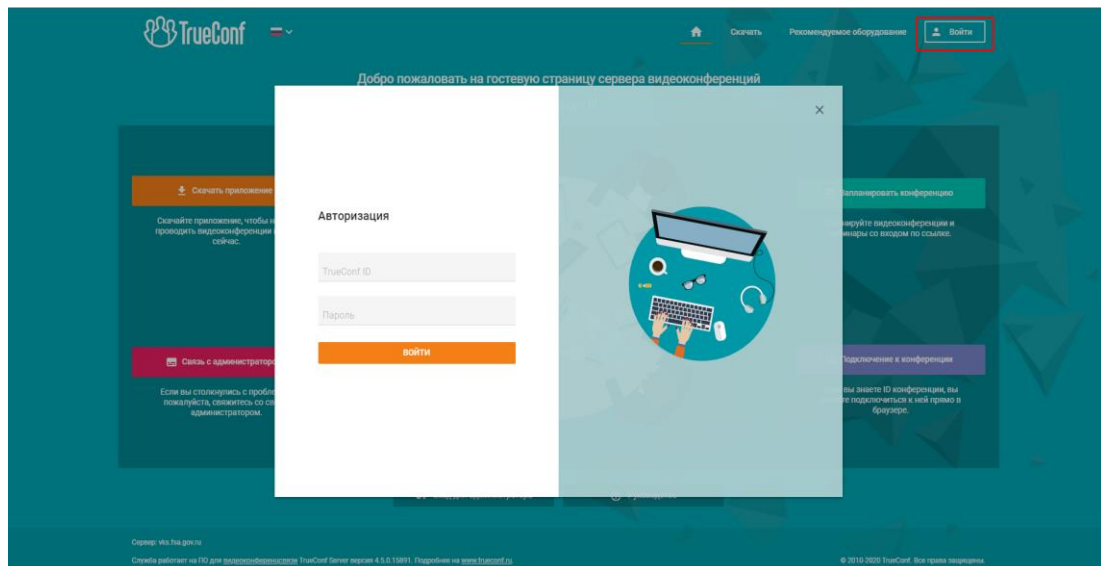 TrueConf
Скачать
Рекомендуемое оборудование
Войти
Добро пожаловать на гостевую страницу сервера видеоконференций
Скачать приложение
Скачайте приложение, чтобы
проводить видеоконференции
сейчас.
Авторизация
TrueConf ID
Пароль
ВОЙТИ
Запланировать конференцию
видеоконференции и
со входом по ссылке.
Связь с
Если вы столкнулись с
пожалуйста, свяжитесь со
администратором.
Подключение к конференции
вы знаете ID конференции, вы
подключиться к ней прямо в
браузере.
Сервер: vks.fsa.gov.ru
Служба работает на ПО для видеоконференцсвязи TrueConf Server версия 4.5.0.15891. Подробнее на www.trueconf.ru.
© 2010-2020 TrueConf. Все права защищены.